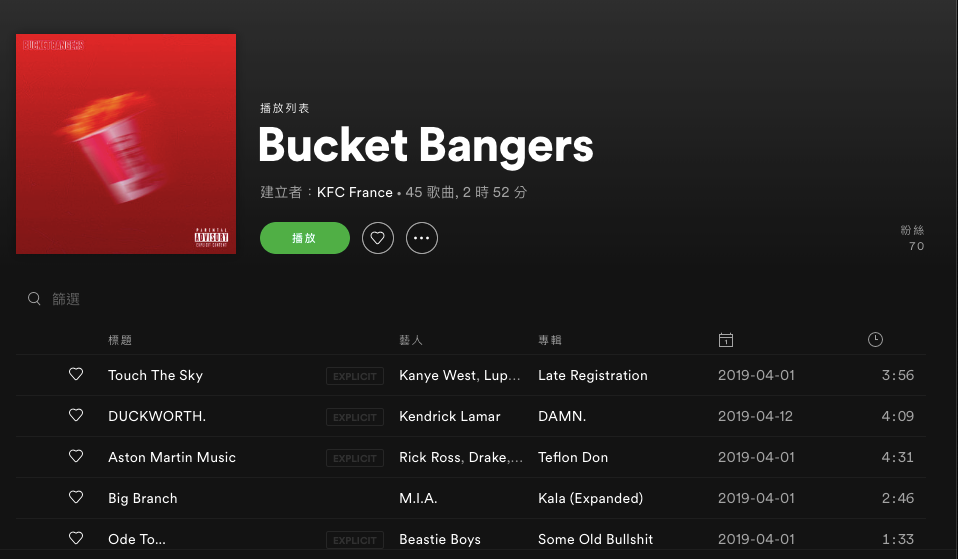 BUCKET BANGERS
PARENTAL
ADVISORY
EXPLICIT CONTENT
播放列表
Bucket Bangers
建立者：KFC France • 45 歌曲, 2 時 52 分
播放
粉絲
70
篩選
標題 藝人 專輯
Touch The Sky EXPLICIT Kanye West, Lup... Late Registration 2019-04-01 3:56
DUCKWORTH. EXPLICIT Kendrick Lamar DAMN. 2019-04-12 4:09
Aston Martin Music EXPLICIT Rick Ross, Drake,... Teflon Don 2019-04-01 4:31
Big Branch M.I.A. Kala (Expanded) 2019-04-01 2:46
Ode To... EXPLICIT Beastie Boys Some Old Bullshit 2019-04-01 1:33